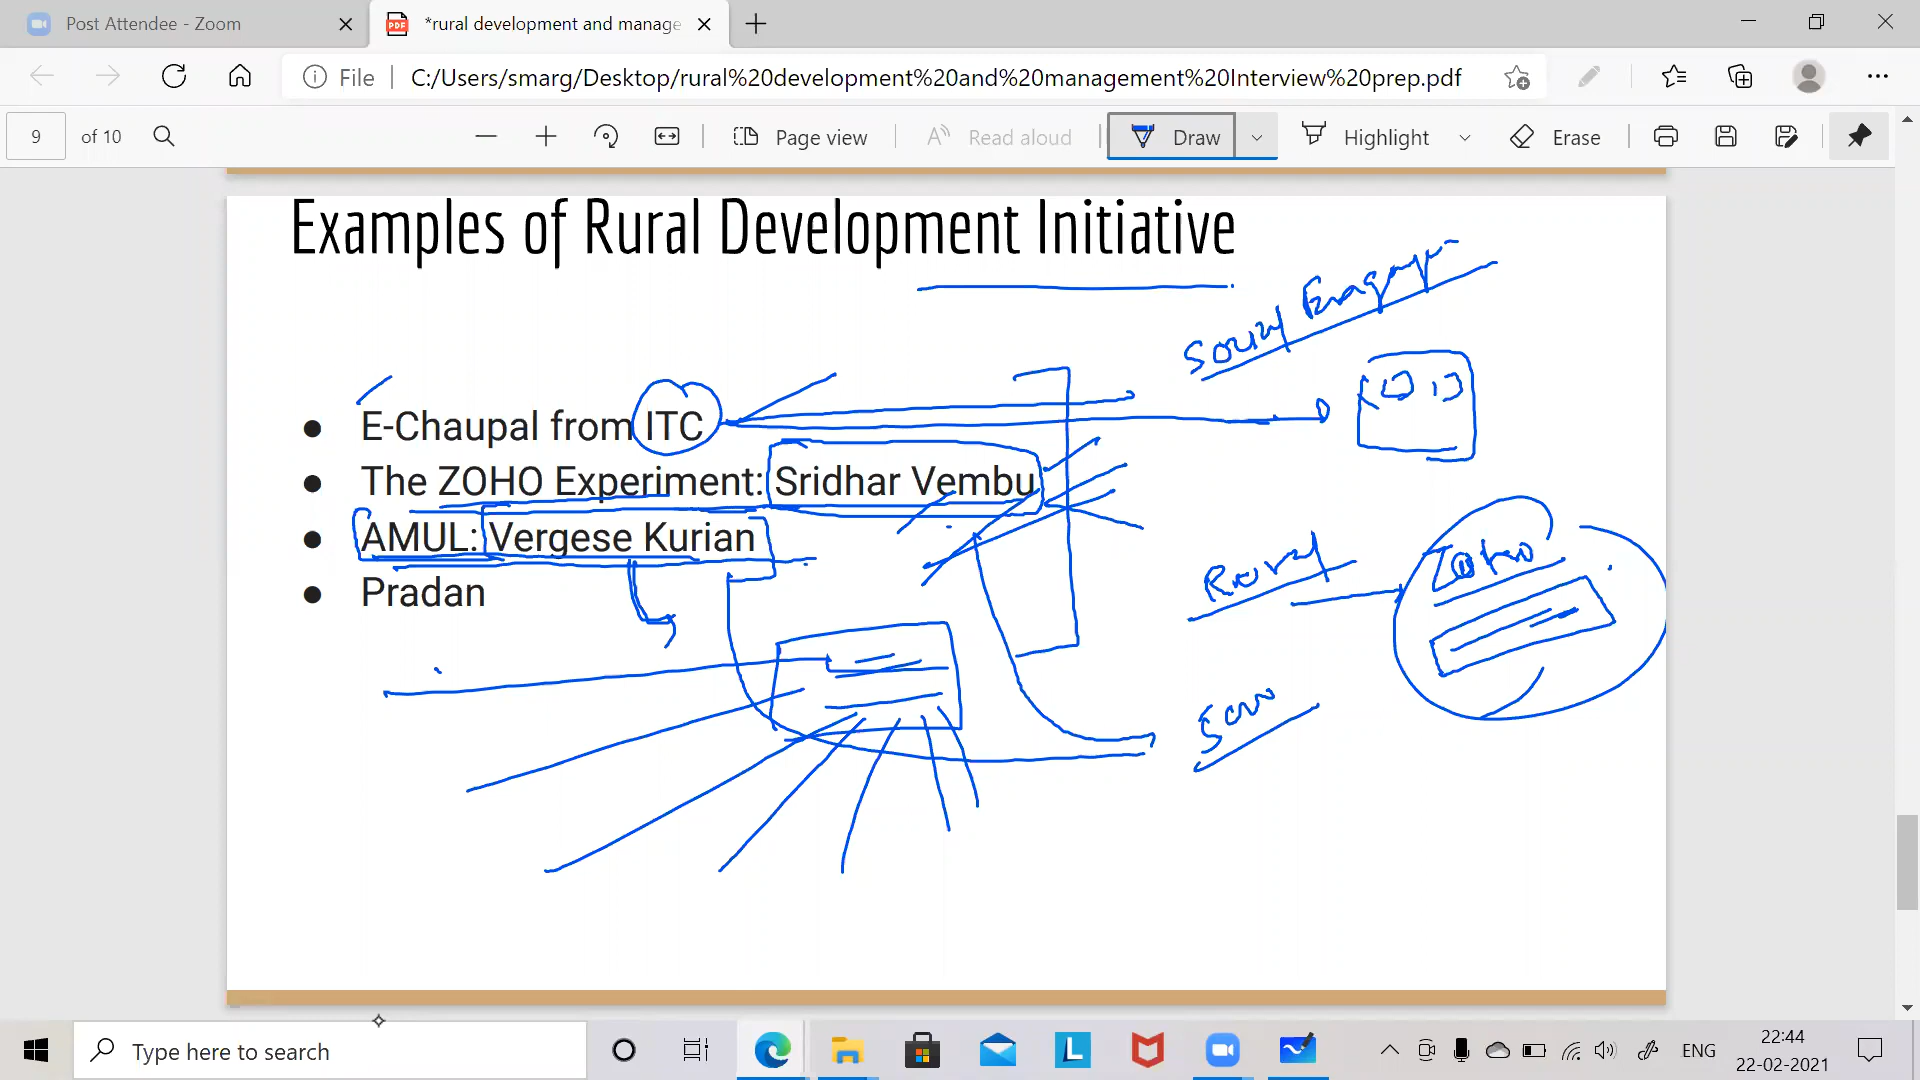 Post Attendee - Zoom
*rural development and manage
File
C:/Users/smarg/Desktop/rural%20development%20and%20management%20Interview%20prep.pdf
9 of 10
Page view
Read aloud
Draw
Highlight
Erase
Examples of Rural Development Initiative
E-Chaupal from ITC
The ZOHO Experiment: Sridhar Vembu
AMUL: Vergese Kurian
Pradan
Rural
Zoho
Type here to search
ENG
22:44
22-02-2021